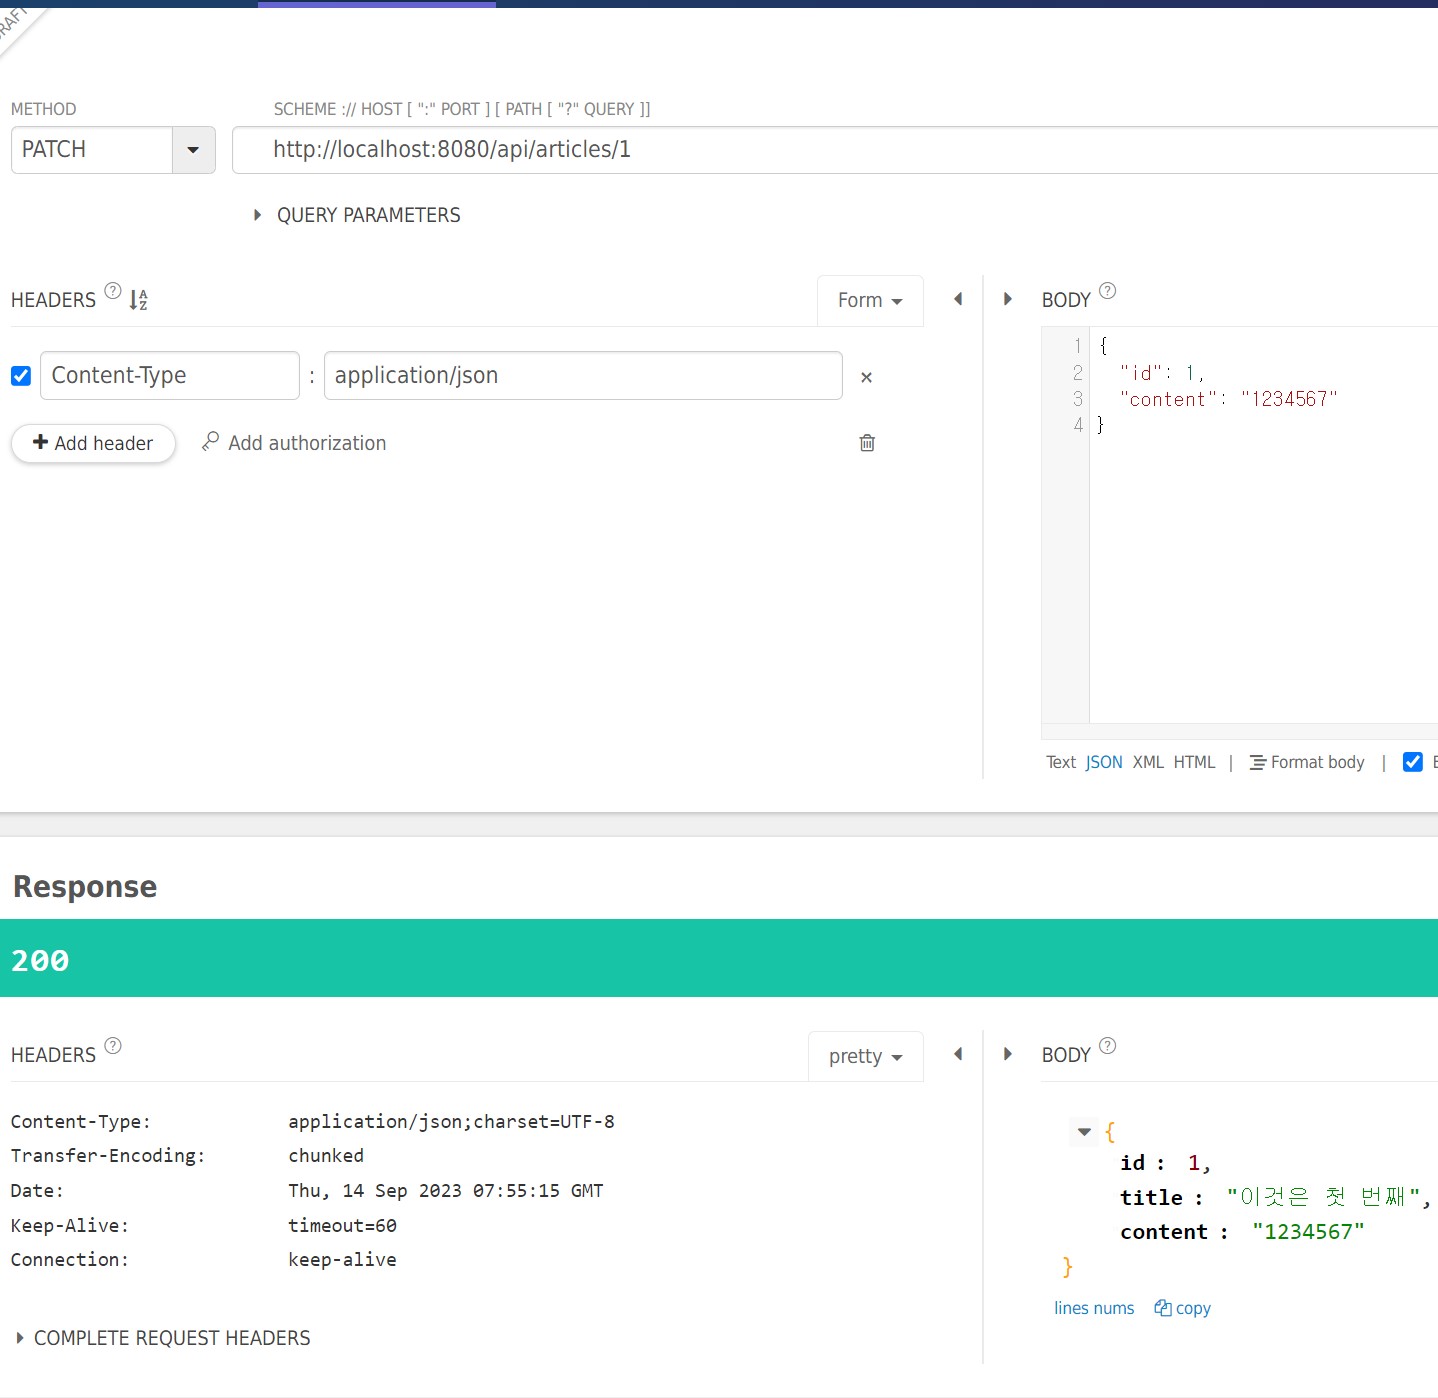 METHOD
SCHEME :// HOST [ ":" PORT ] [ PATH [ "?" QUERY ]]
PATCH
http://localhost:8080/api/articles/1
QUERY PARAMETERS
HEADERS ? A Z
Form
BODY ?
Content-Type : application/json ×
+ Add header
Add authorization
1 {
2 "id": 1,
3 "content": "1234567"
4 }
Text JSON XML HTML | Format body |
Response
200
HEADERS ?
pretty
BODY ?
Content-Type: application/json;charset=UTF-8
Transfer-Encoding: chunked
Date: Thu, 14 Sep 2023 07:55:15 GMT
Keep-Alive: timeout=60
Connection: keep-alive
COMPLETE REQUEST HEADERS
{
id : 1,
title : "이것은 첫 번째",
content : "1234567"
}
lines nums copy